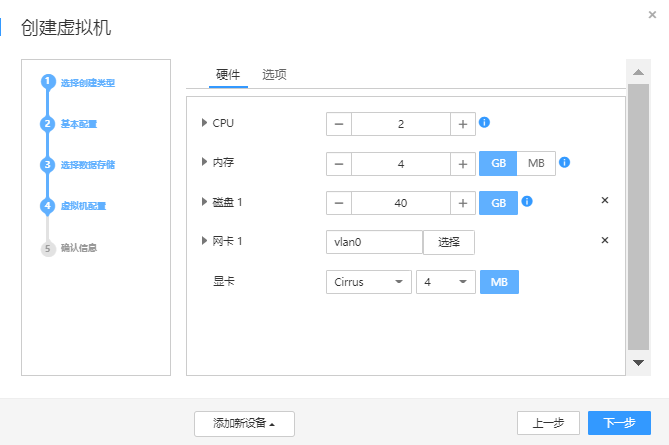 创建虚拟机
1 选择创建类型
2 基本配置
3 选择数据存储
4 虚拟机配置
5 确认信息
硬件 选项
CPU 2
内存 4 GB MB
磁盘 1 40 GB
网卡 1 vlan0 选择
显卡 Cirrus 4 MB
添加新设备 上一步 下一步